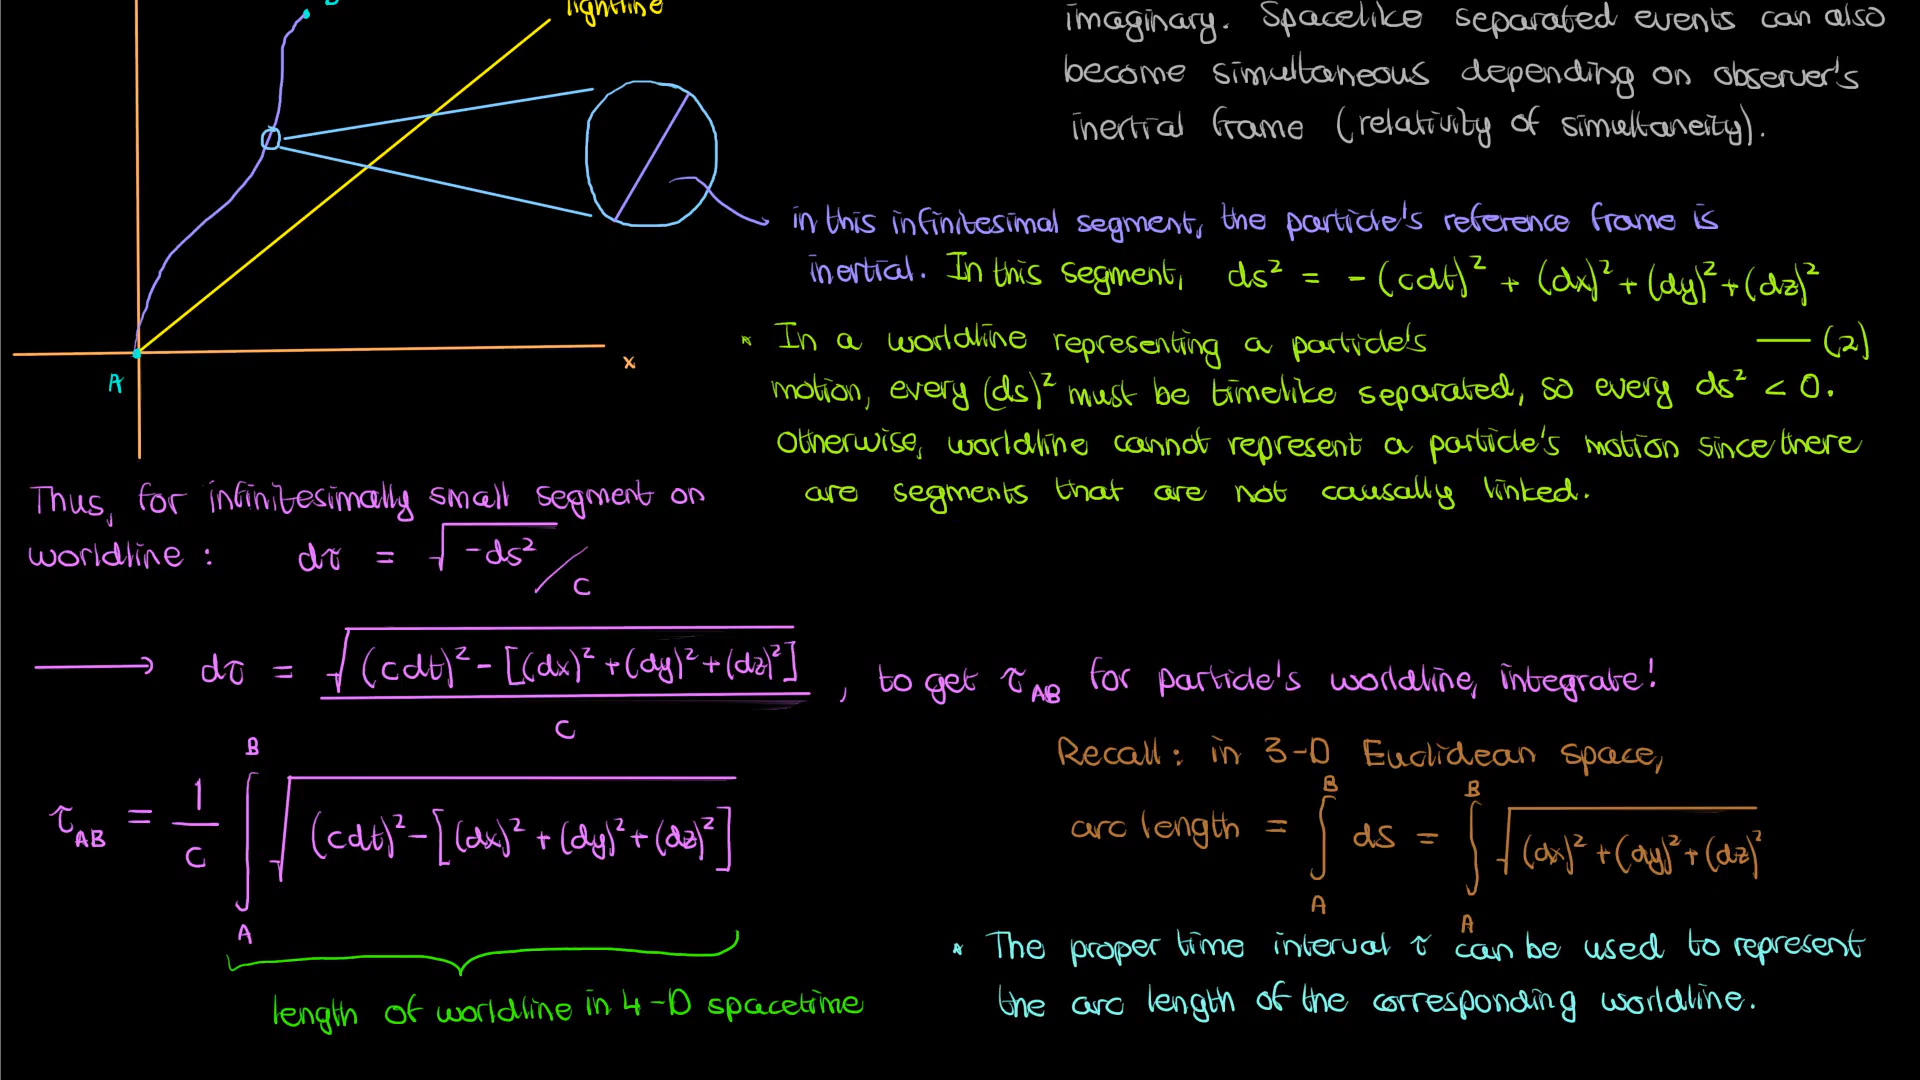 lightline
imaginary. Spacelike separated events can also
become simultaneous depending on observer's
inertial frame (relativity of simultaneity).
in this infinitesimal segment, the particle's reference frame is
inertial. In this segment, ds² = -(cdt)² + (dx)² + (dy)² + (dz)²
* In a worldline representing a particle's — (2)
motion, every (ds)² must be timelike separated, so every ds² < 0.
Otherwise, worldline cannot represent a particle's motion since there
are segments that are not causally linked.
x
A
Thus, for infinitesimally small segment on
worldline : dτ = √-ds² / c
→ dτ = √(cdt)² - [(dx)² + (dy)² + (dz)²] / c , to get τ_AB for particle's worldline, integrate!
τ_AB = 1/c ∫_A^B √(cdt)² - [(dx)² + (dy)² + (dz)²]
length of worldline in 4-D spacetime
Recall : in 3-D Euclidean space,
arc length = ∫_A^B ds = ∫_A^B √(dx)² + (dy)² + (dz)²
* The proper time interval τ can be used to represent
the arc length of the corresponding worldline.